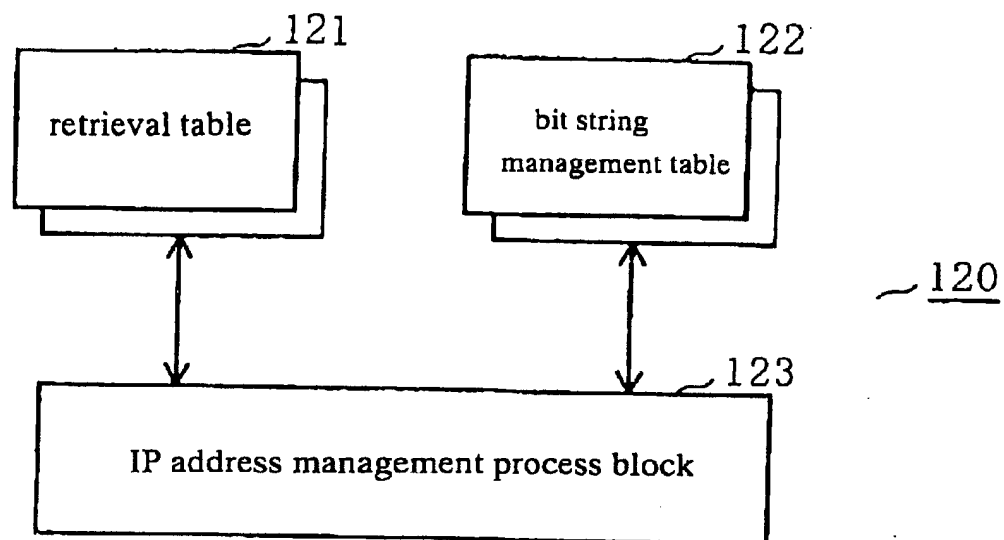 121
retrieval table
122
bit string
management table
120
123
IP address management process block